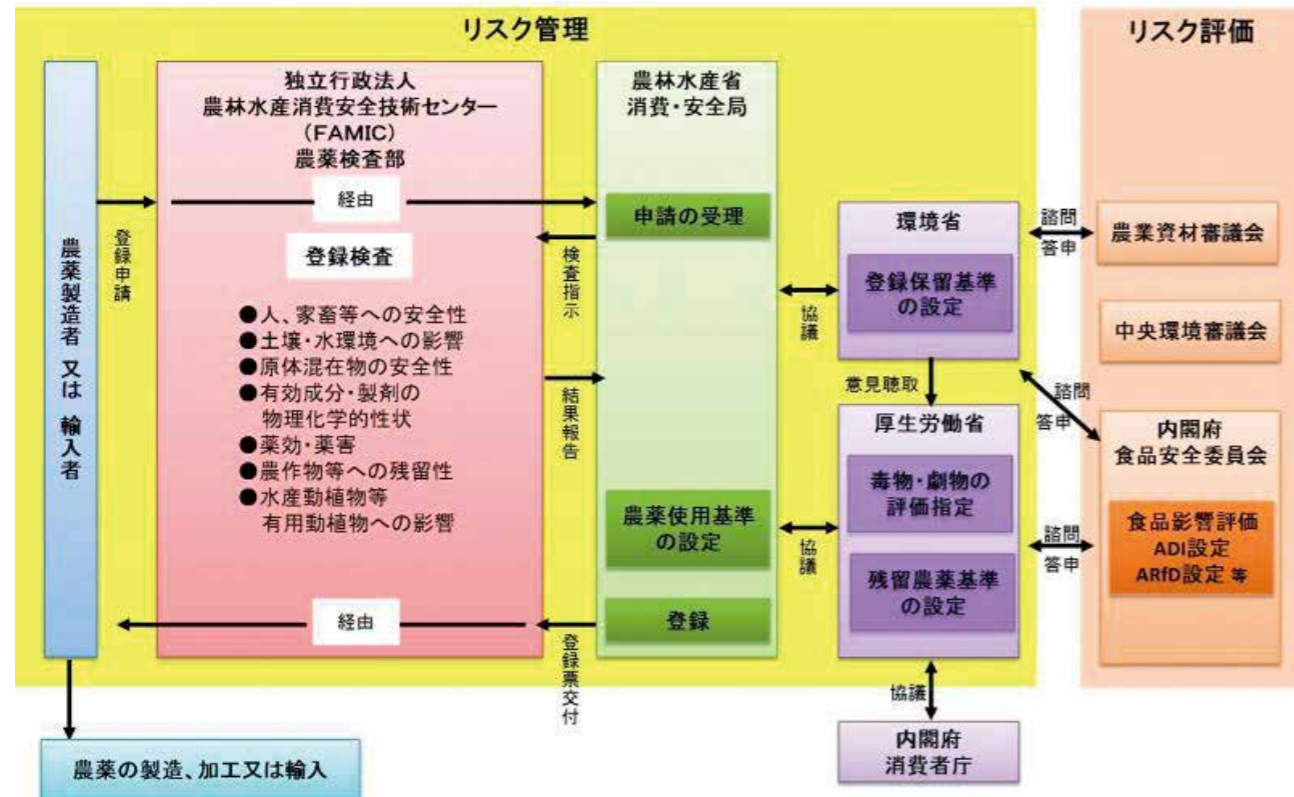 リスク管理
リスク評価
農薬製造者 又は 輸入者
登録申請
独立行政法人
農林水産消費安全技術センター
(FAMIC)
農薬検査部
経由
登録検査
●人、家畜等への安全性
●土壌・水環境への影響
●原体混在物の安全性
●有効成分・製剤の
物理化学的性状
●薬効・薬害
●農作物等への残留性
●水産動植物等
有用動植物への影響
経由
検査指示
結果報告
登録票交付
農林水産省
消費・安全局
申請の受理
農薬使用基準
の設定
登録
協議
協議
環境省
登録保留基準
の設定
意見聴取
厚生労働省
毒物・劇物の
評価指定
残留農薬基準
の設定
協議
内閣府
消費者庁
諮問
答申
諮問
答申
諮問
答申
農業資材審議会
中央環境審議会
内閣府
食品安全委員会
食品影響評価
ADI設定
ARfD設定 等
農薬の製造、加工又は輸入